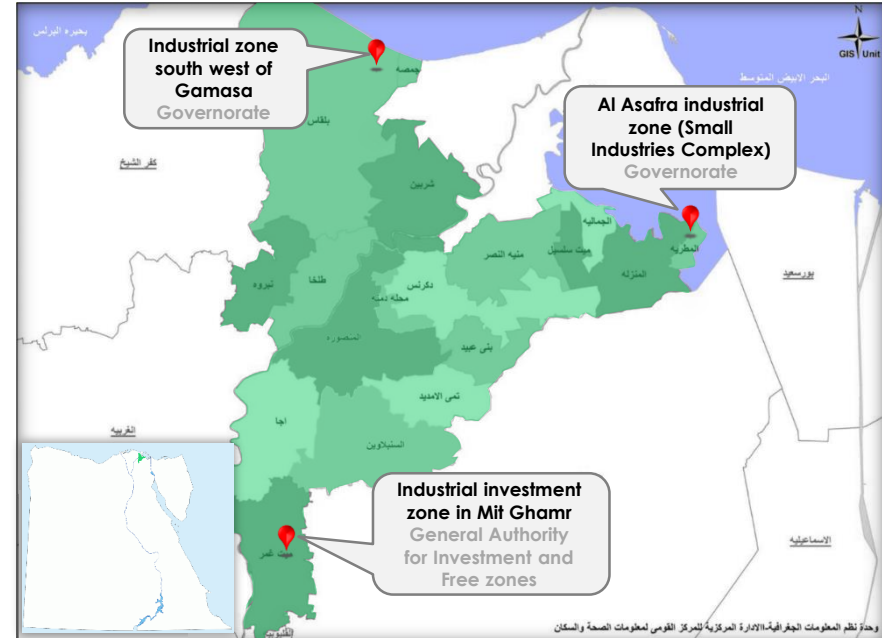 بحيره البرلس
N
GIS Unit
Industrial zone
south west of
Gamasa
Governorate
جمصه
البحر الابيض المتوسط
Al Asafra industrial
zone (Small
Industries Complex)
Governorate
بلقاس
كفر الشيخ
شربين
الجماليه
المطريه
ميت سلسيل
منيه النصر
المنزله
بورسعيد
طلخا
نبروه
دكرنس
محله دمنه
المنصوره
بنى عبيد
تمى الامديد
اجا
الغربيه
السنبلاوين
Industrial investment
zone in Mit Ghamr
General Authority
for Investment and
Free zones
الاسماعيليه
ميت غمر
القليوبيه
وحدة نظم المعلومات الجغرافية-الادارة المركزية للمركز القومى لمعلومات الصحة والسكان